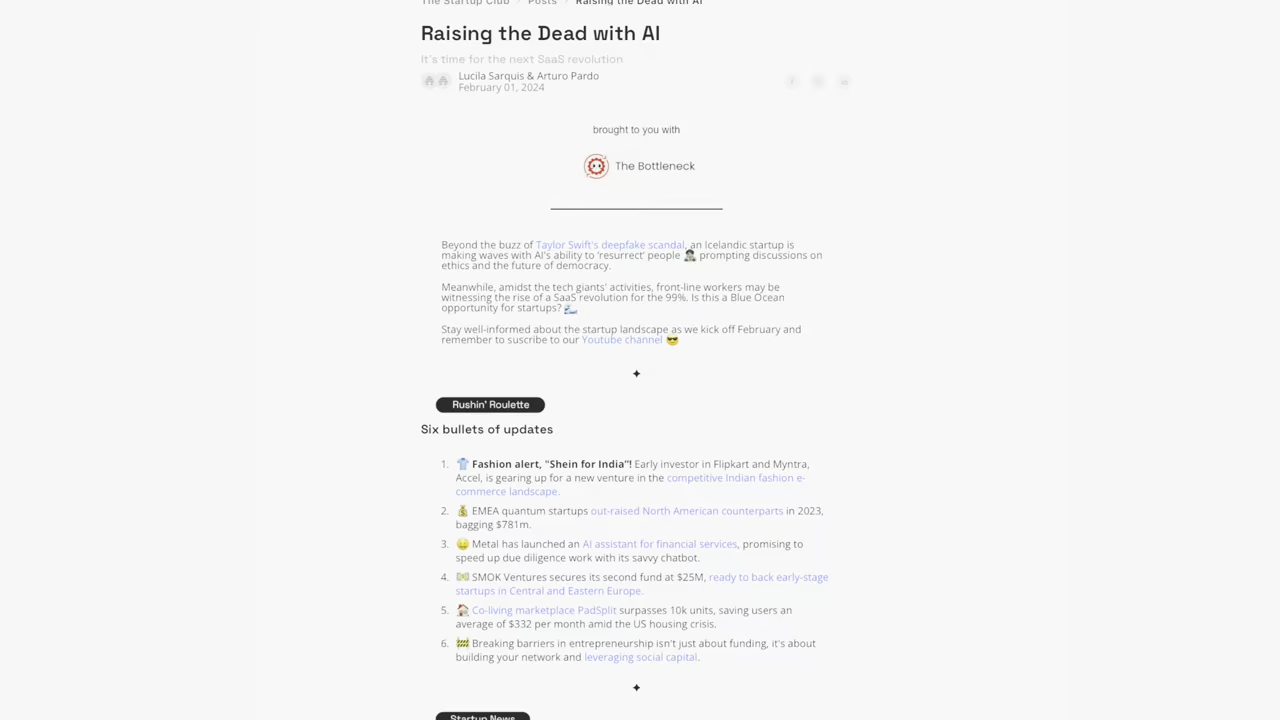 The Startup Club > Posts > Raising the Dead with AI
Raising the Dead with AI
It's time for the next SaaS revolution
Lucila Sarquis & Arturo Pardo
February 01, 2024
brought to you with
The Bottleneck
Beyond the buzz of Taylor Swift's deepfake scandal, an Icelandic startup is
making waves with AI's ability to 'resurrect' people prompting discussions on
ethics and the future of democracy.
Meanwhile, amidst the tech giants' activities, front-line workers may be
witnessing the rise of a SaaS revolution for the 99%. Is this a Blue Ocean
opportunity for startups?
Stay well-informed about the startup landscape as we kick off February and
remember to suscribe to our Youtube channel 😎
✦
Rushin' Roulette
Six bullets of updates
1. 👕 Fashion alert, "Shein for India"! Early investor in Flipkart and Myntra,
Accel, is gearing up for a new venture in the competitive Indian fashion e-
commerce landscape.
2. 💰 EMEA quantum startups out-raised North American counterparts in 2023,
bagging $781m.
3. 🤑 Metal has launched an AI assistant for financial services, promising to
speed up due diligence work with its savvy chatbot.
4. 💵 SMOK Ventures secures its second fund at $25M, ready to back early-stage
startups in Central and Eastern Europe.
5. 🏠 Co-living marketplace PadSplit surpasses 10k units, saving users an
average of $332 per month amid the US housing crisis.
6. 🚧 Breaking barriers in entrepreneurship isn't just about funding, it's about
building your network and leveraging social capital.
✦
Startup News